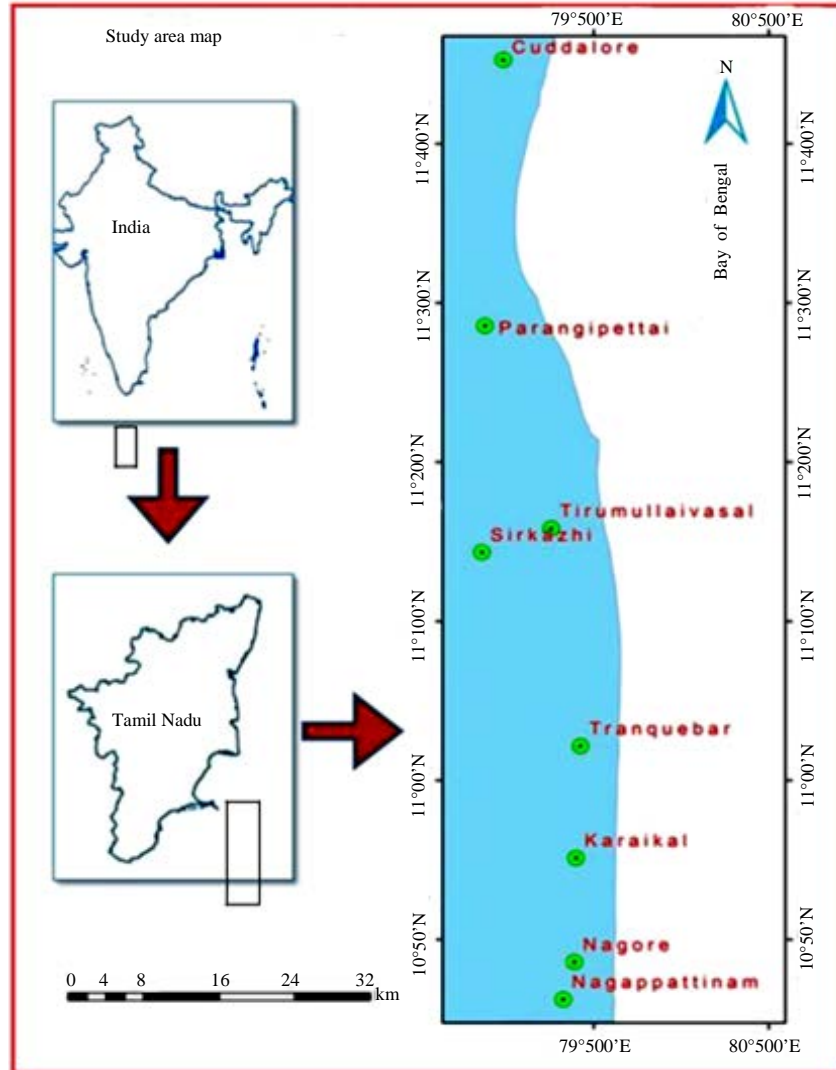 Study area map
India
Tamil Nadu
0 4 8 16 24 32
km
79°500’E 80°500’E
N
Bay of Bengal
Cuddalore
Parangipettai
Tirumullaivasal
Sirkazhi
Tranquebar
Karaikal
Nagore
Nagappattinam
11°400’N
11°300’N
11°200’N
11°100’N
11°00’N
10°50’N
11°400’N
11°300’N
11°200’N
11°100’N
11°00’N
10°50’N
79°500’E 80°500’E